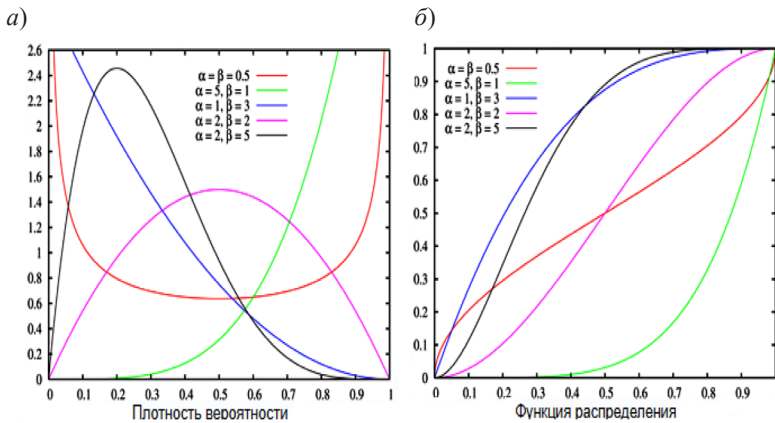 а)
2.6
2.4
2.2
2
1.8
1.6
1.4
1.2
1
0.8
0.6
0.4
0.2
0
α = β = 0.5
α = 5, β = 1
α = 1, β = 3
α = 2, β = 2
α = 2, β = 5
0 0.1 0.2 0.3 0.4 0.5 0.6 0.7 0.8 0.9 1
Плотность вероятности
б)
1
0.9
0.8
0.7
0.6
0.5
0.4
0.3
0.2
0.1
0
α = β = 0.5
α = 5, β = 1
α = 1, β = 3
α = 2, β = 2
α = 2, β = 5
0 0.1 0.2 0.3 0.4 0.5 0.6 0.7 0.8 0.9
Функция распределения